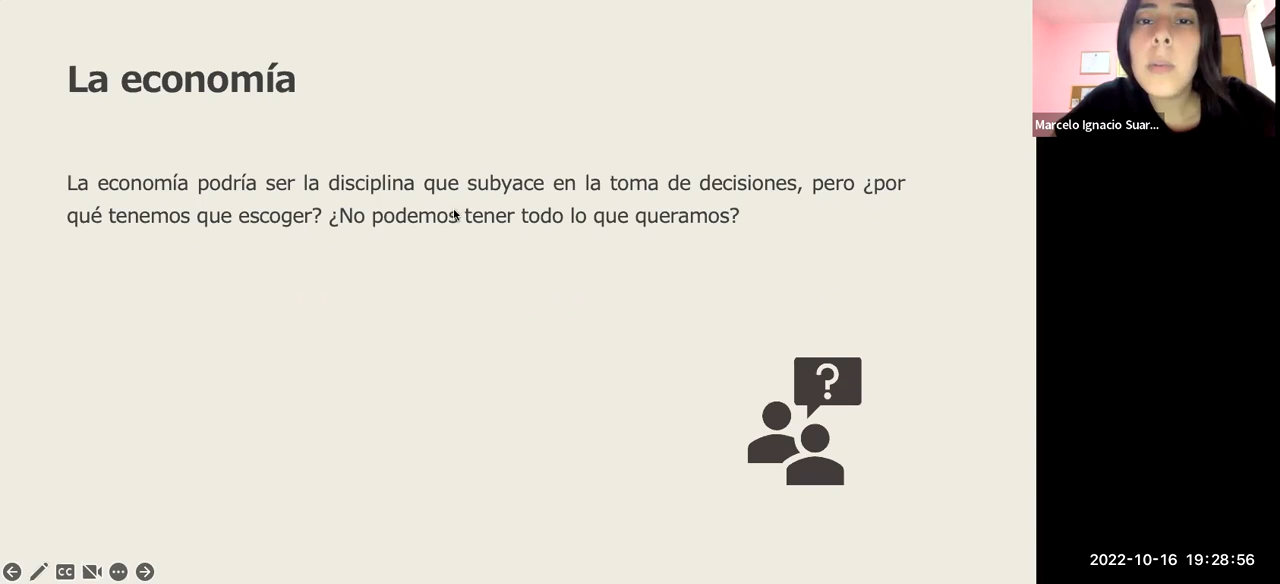 La economía
La economía podría ser la disciplina que subyace en la toma de decisiones, pero ¿por
qué tenemos que escoger? ¿No podemos tener todo lo que queramos?
?
Marcelo Ignacio Suar...
CC
2022-10-16 19:28:56